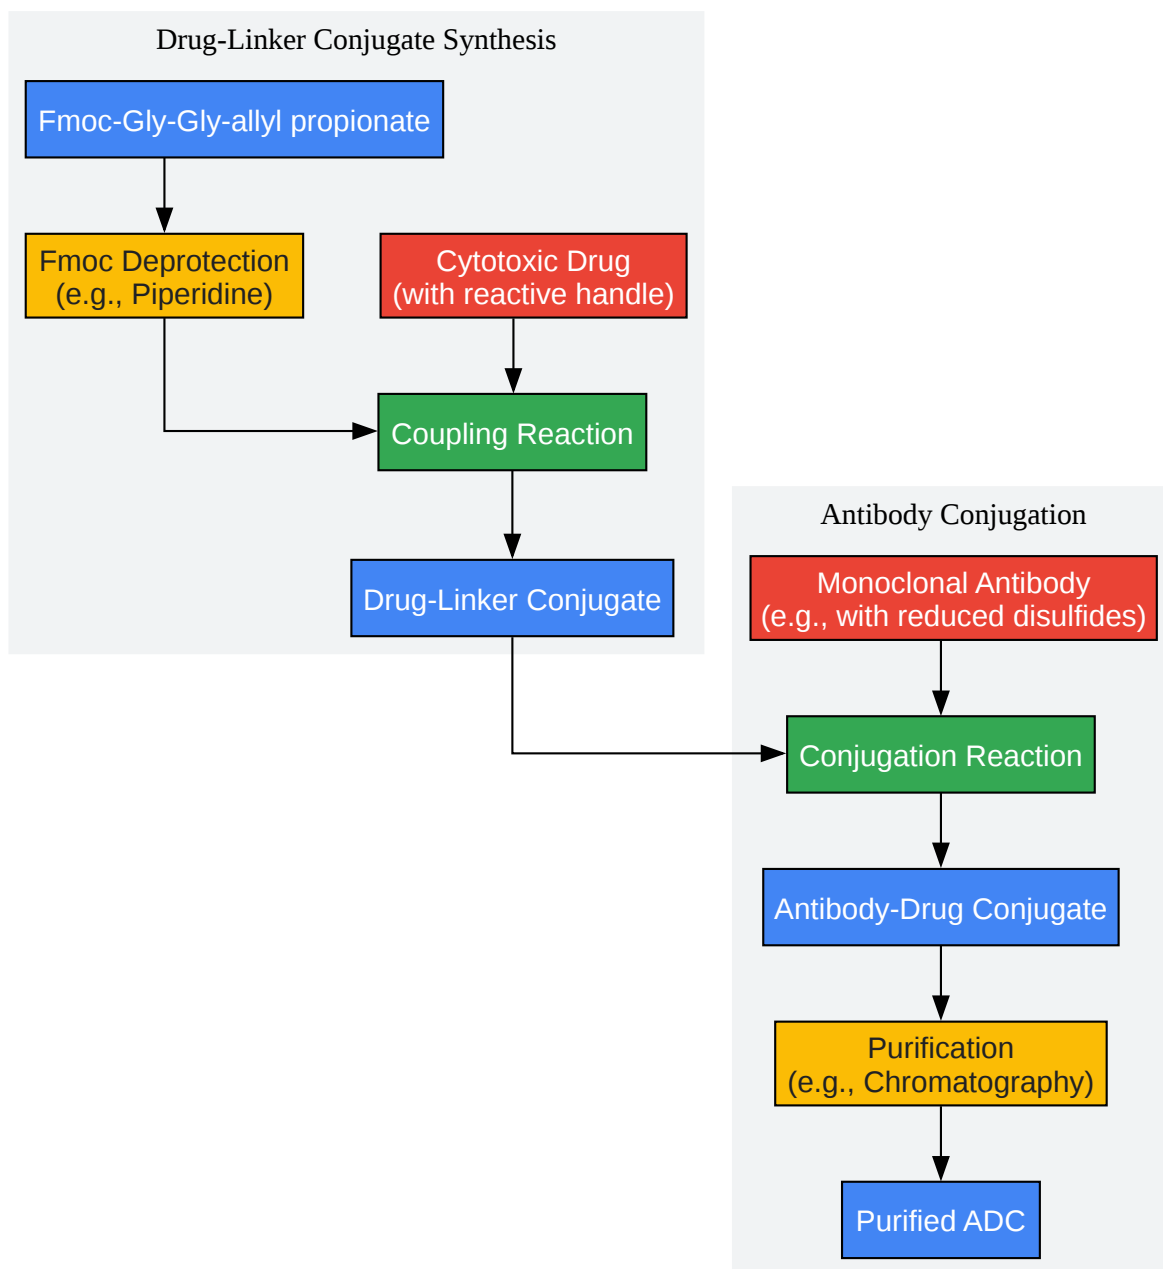 Drug-Linker Conjugate Synthesis
Fmoc-Gly-Gly-allyl propionate
Fmoc Deprotection
(e.g., Piperidine)
Cytotoxic Drug
(with reactive handle)
Coupling Reaction
Drug-Linker Conjugate
Antibody Conjugation
Monoclonal Antibody
(e.g., with reduced disulfides)
Conjugation Reaction
Antibody-Drug Conjugate
Purification
(e.g., Chromatography)
Purified ADC